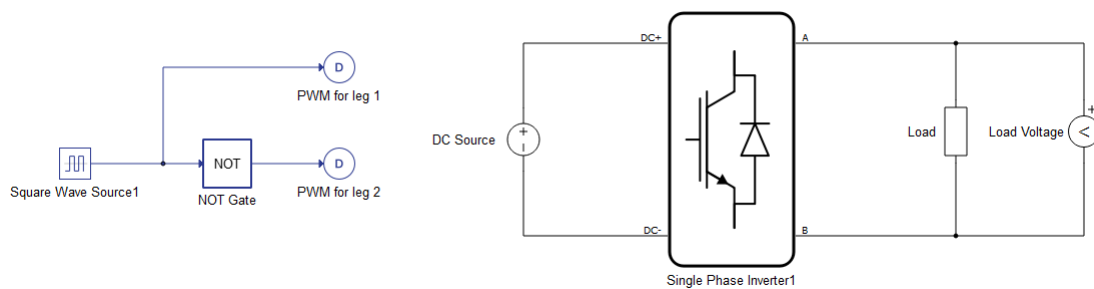 D
PWM for leg 1
Square Wave Source1
NOT
NOT Gate
D
PWM for leg 2
DC Source
+
DC+
DC-
Single Phase Inverter1
A
B
Load
Load Voltage
+
V